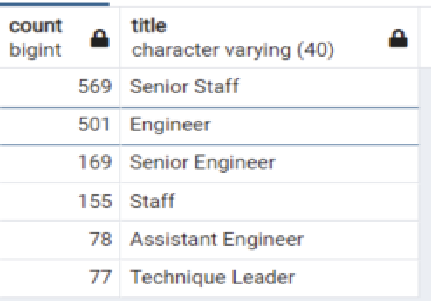 count title
bigint character varying (40)
569 Senior Staff
501 Engineer
169 Senior Engineer
155 Staff
78 Assistant Engineer
77 Technique Leader